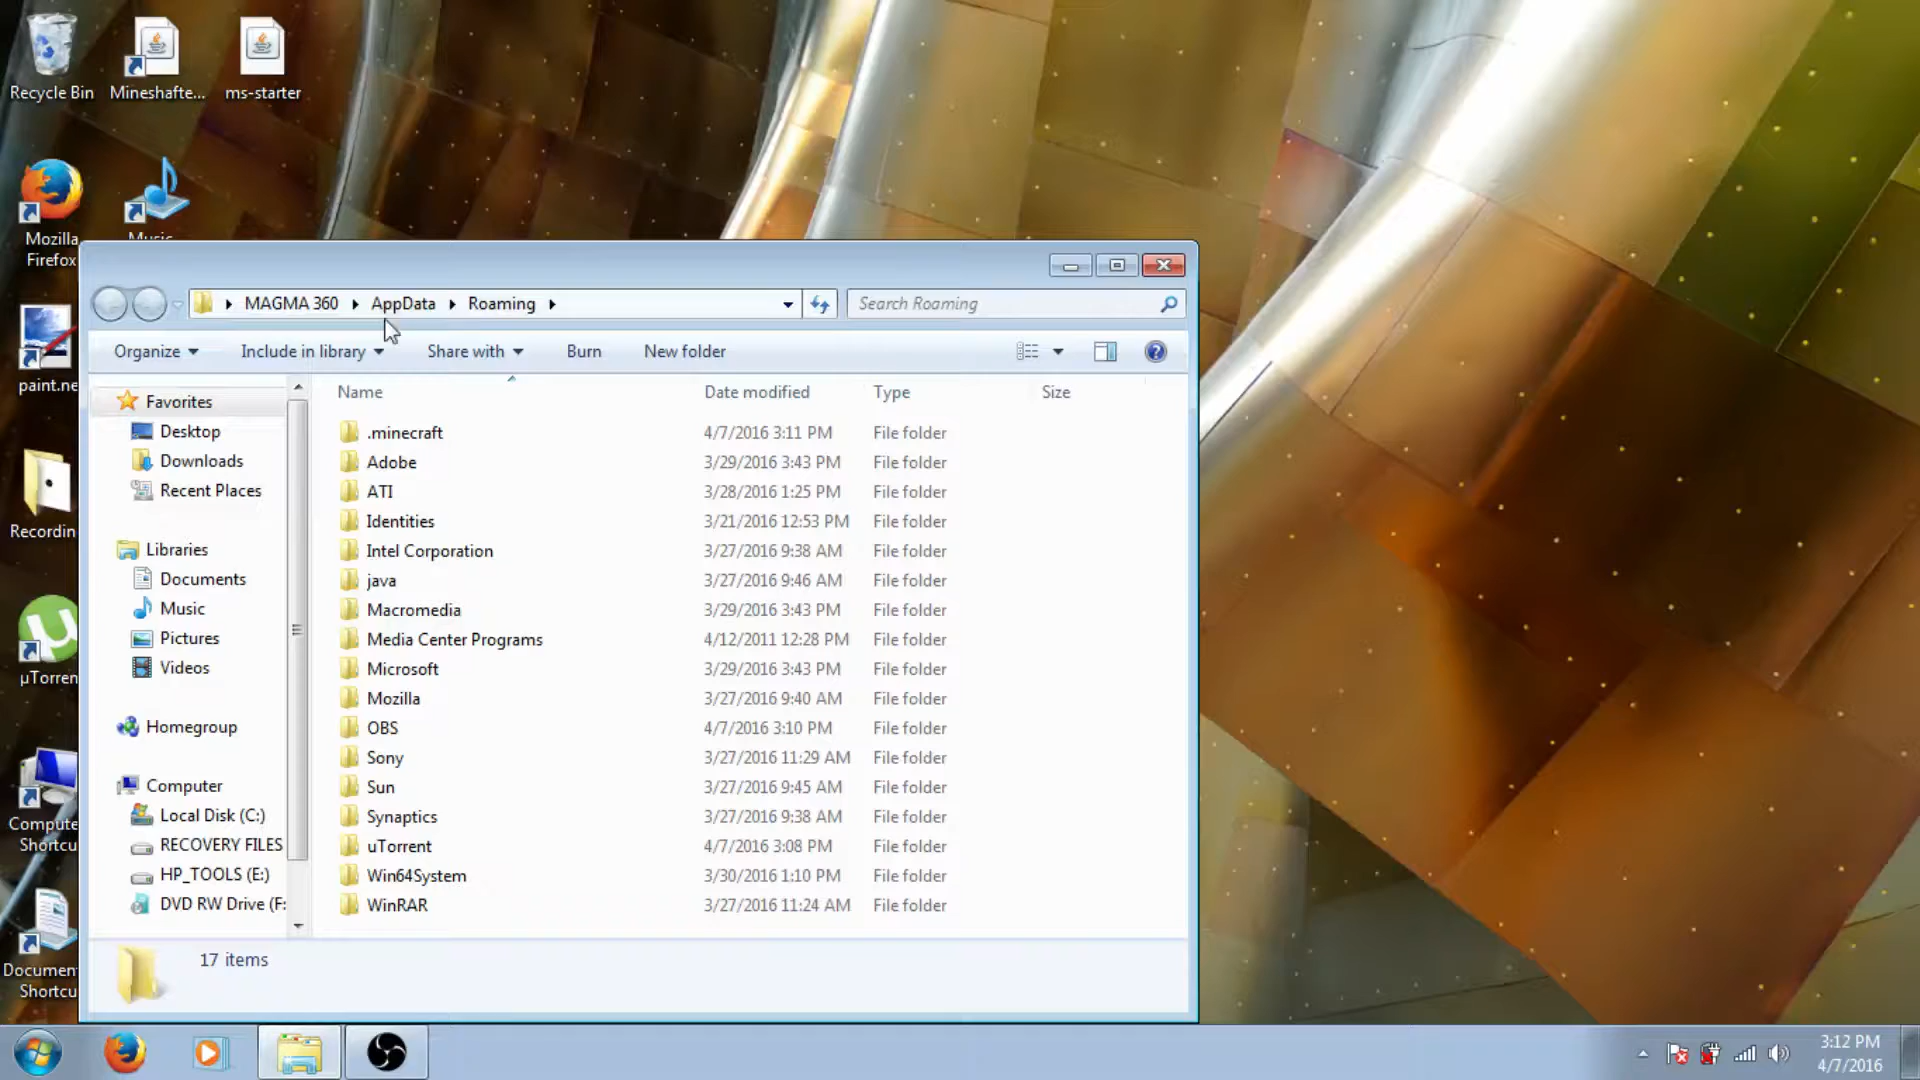 Recycle Bin
Mineshafte...
ms-starter
Mozilla
Firefox
Music
paint.ne
Recordin
µTorren
Compute
Shortcu
Documen
Shortcu
MAGMA 360 AppData Roaming
Search Roaming
Organize Include in library Share with Burn New folder
Favorites
Desktop
Downloads
Recent Places
Libraries
Documents
Music
Pictures
Videos
Homegroup
Computer
Local Disk (C:)
RECOVERY FILES
HP_TOOLS (E:)
DVD RW Drive (F:
Name Date modified Type Size
.minecraft 4/7/2016 3:11 PM File folder
Adobe 3/29/2016 3:43 PM File folder
ATI 3/28/2016 1:25 PM File folder
Identities 3/21/2016 12:53 PM File folder
Intel Corporation 3/27/2016 9:38 AM File folder
java 3/27/2016 9:46 AM File folder
Macromedia 3/29/2016 3:43 PM File folder
Media Center Programs 4/12/2011 12:28 PM File folder
Microsoft 3/29/2016 3:43 PM File folder
Mozilla 3/27/2016 9:40 AM File folder
OBS 4/7/2016 3:10 PM File folder
Sony 3/27/2016 11:29 AM File folder
Sun 3/27/2016 9:45 AM File folder
Synaptics 3/27/2016 9:38 AM File folder
uTorrent 4/7/2016 3:08 PM File folder
Win64System 3/30/2016 1:10 PM File folder
WinRAR 3/27/2016 11:24 AM File folder
17 items
3:12 PM
4/7/2016